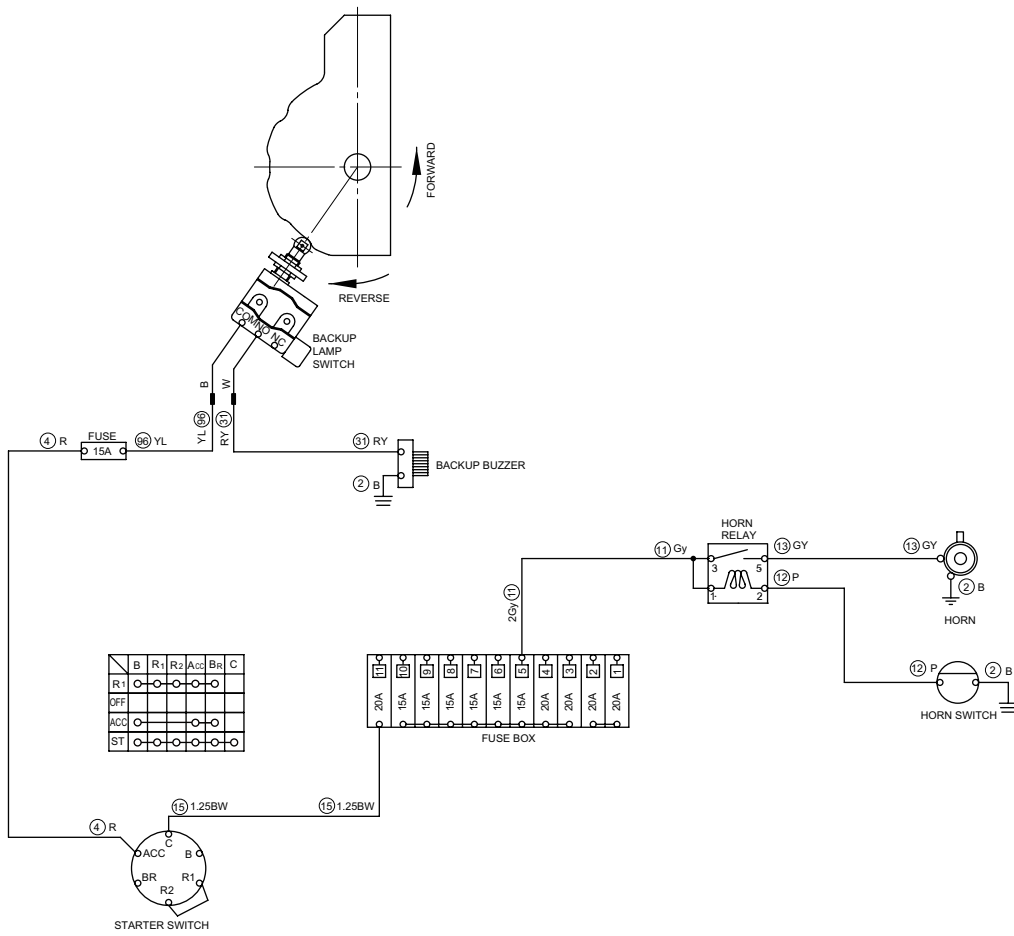 FORWARD
REVERSE
COM NO NC
BACKUP
LAMP
SWITCH
B
W
YL 96
RY 31
4 R
FUSE
15A
96 YL
31 RY
BACKUP BUZZER
2 B
HORN
RELAY
11 Gy
13 GY
13 GY
3
5
12 P
1
2
2 B
HORN
2Gy 11
12 P
2 B
HORN SWITCH
B R1 R2 ACC BR C
R1
OFF
ACC
ST
11 10 9 8 7 6 5 4 3 2 1
20A 15A 15A 15A 15A 15A 15A 20A 20A 20A 20A
FUSE BOX
15 1.25BW
15 1.25BW
4 R
C
ACC
B
BR
R1
R2
STARTER SWITCH